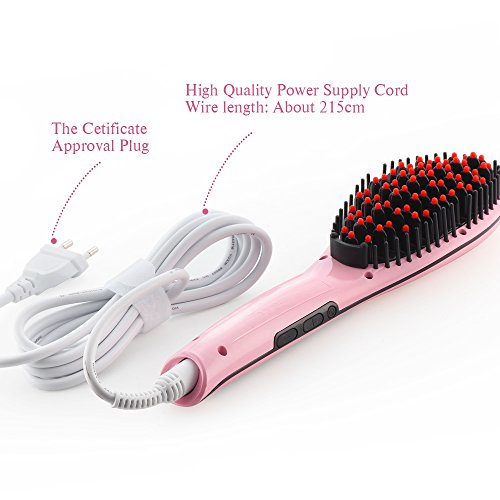 High Quality Power Supply Cord
Wire length: About 215cm
The Cetificate
Approval Plug